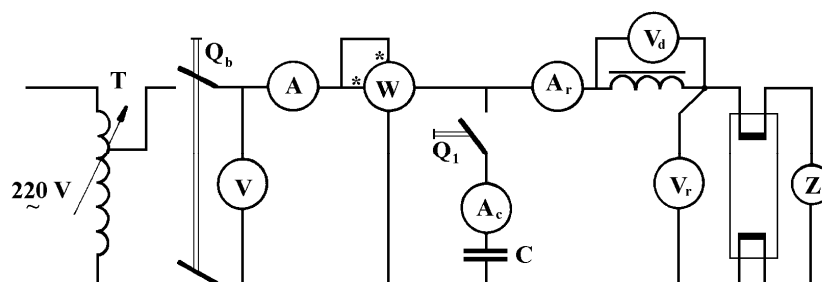 T
Q_b
A
*
*
W
A_r
V_d
220 V
~
V
Q_1
A_c
C
V_r
Z